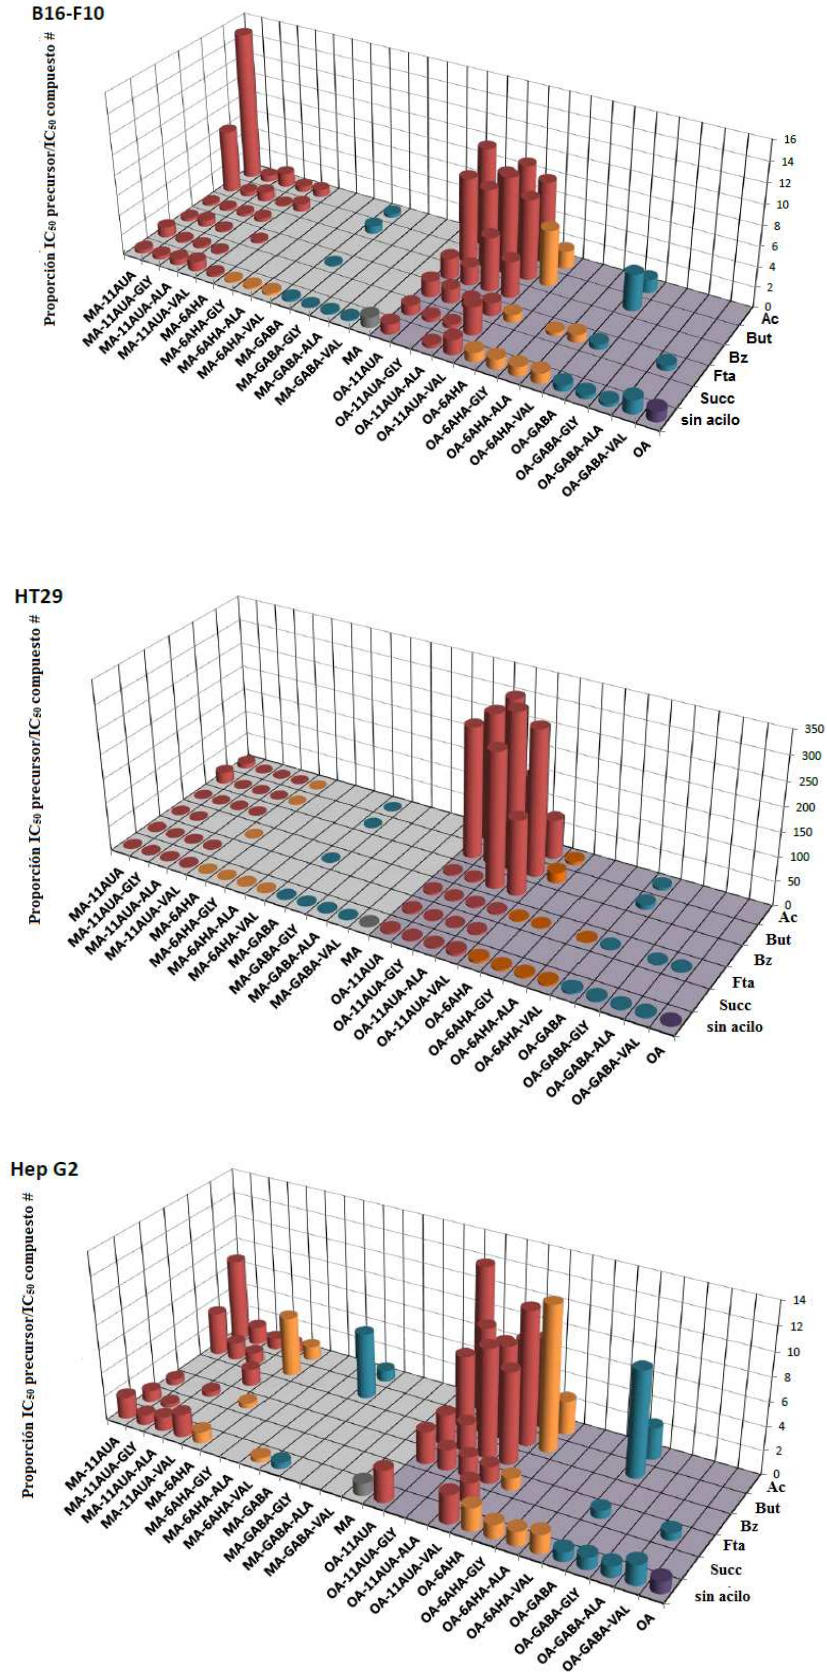 B16-F10
Proporción IC₅₀ precursor/IC₅₀ compuesto #
16
14
12
10
8
6
4
2
0
Ac
But
Bz
Fta
Succ
sin acilo
MA-11AUA
MA-11AUA-GLY
MA-11AUA-ALA
MA-11AUA-VAL
MA-6AHA
MA-6AHA-GLY
MA-6AHA-ALA
MA-6AHA-VAL
MA-GABA
MA-GABA-GLY
MA-GABA-ALA
MA-GABA-VAL
MA
OA-11AUA
OA-11AUA-GLY
OA-11AUA-ALA
OA-11AUA-VAL
OA-6AHA
OA-6AHA-GLY
OA-6AHA-ALA
OA-6AHA-VAL
OA-GABA
OA-GABA-GLY
OA-GABA-ALA
OA-GABA-VAL
OA
HT29
Proporción IC₅₀ precursor/IC₅₀ compuesto #
350
300
250
200
150
100
50
0
Ac
But
Bz
Fta
Succ
sin acilo
MA-11AUA
MA-11AUA-GLY
MA-11AUA-ALA
MA-11AUA-VAL
MA-6AHA
MA-6AHA-GLY
MA-6AHA-ALA
MA-6AHA-VAL
MA-GABA
MA-GABA-GLY
MA-GABA-ALA
MA-GABA-VAL
MA
OA-11AUA
OA-11AUA-GLY
OA-11AUA-ALA
OA-11AUA-VAL
OA-6AHA
OA-6AHA-GLY
OA-6AHA-ALA
OA-6AHA-VAL
OA-GABA
OA-GABA-GLY
OA-GABA-ALA
OA-GABA-VAL
OA
Hep G2
Proporción IC₅₀ precursor/IC₅₀ compuesto #
14
12
10
8
6
4
2
0
Ac
But
Bz
Fta
Succ
sin acilo
MA-11AUA
MA-11AUA-GLY
MA-11AUA-ALA
MA-11AUA-VAL
MA-6AHA
MA-6AHA-GLY
MA-6AHA-ALA
MA-6AHA-VAL
MA-GABA
MA-GABA-GLY
MA-GABA-ALA
MA-GABA-VAL
MA
OA-11AUA
OA-11AUA-GLY
OA-11AUA-ALA
OA-11AUA-VAL
OA-6AHA
OA-6AHA-GLY
OA-6AHA-ALA
OA-6AHA-VAL
OA-GABA
OA-GABA-GLY
OA-GABA-ALA
OA-GABA-VAL
OA